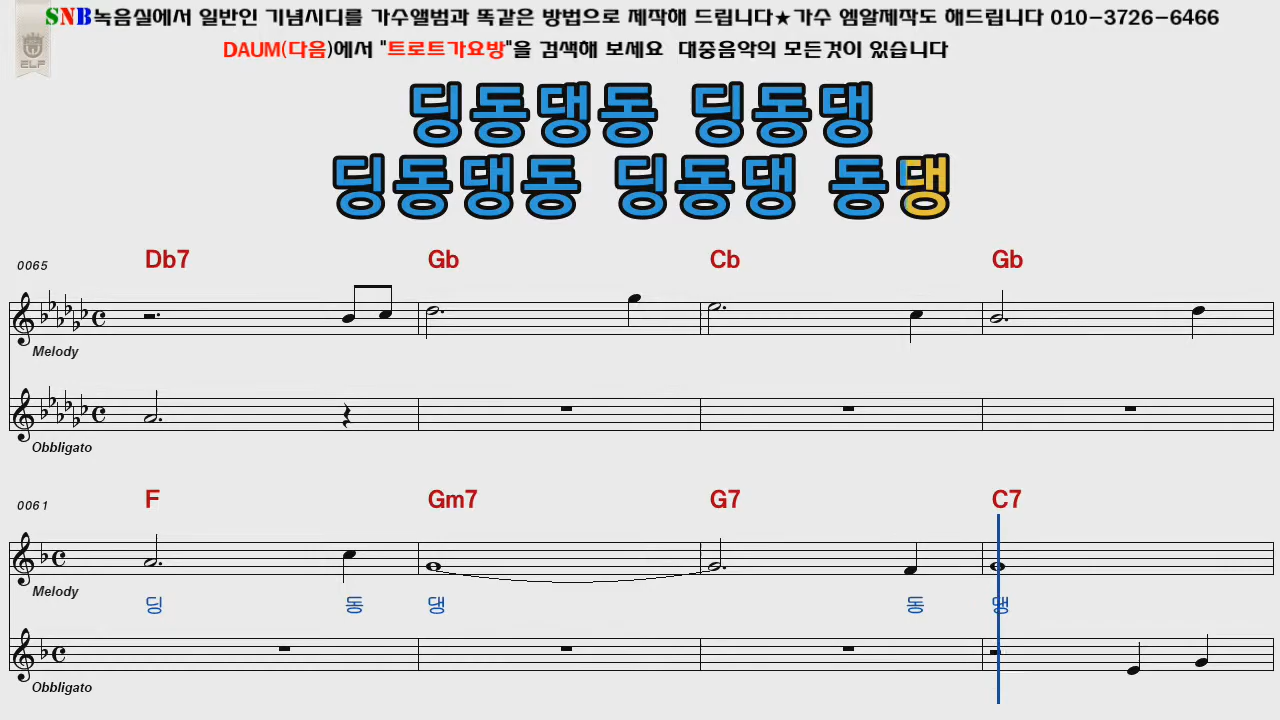 SNB녹음실에서 일반인 기념시디를 가수앨범과 똑같은 방법으로 제작해 드립니다★가수 엠알제작도 해드립니다 010-3726-6466
ELF
DAUM(다음)에서 "트로트가요방"을 검색해 보세요 대중음악의 모든것이 있습니다
딩동댕동 딩동댕
딩동댕동 딩동댕 동댕
0065 Db7 Gb Cb Gb
Melody
Obbligato
0061 F Gm7 G7 C7
Melody
딩 동 댕 동 댕
Obbligato